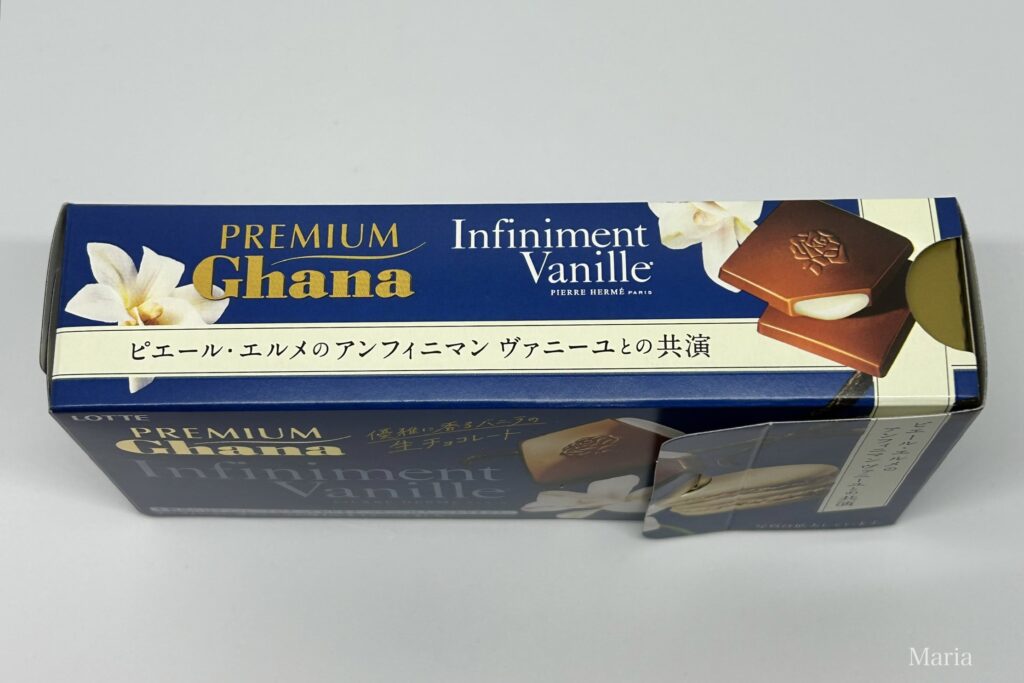 PREMIUM
Ghana
Infiniment
Vanille
PIERRE HERMÉ PARIS
ピエール・エルメのアンフィニマン ヴァニーユとの共演
LOTTE
PREMIUM
Ghana
優雅に香るバニラの
生チョコレート
Infiniment
Vanille
Maria